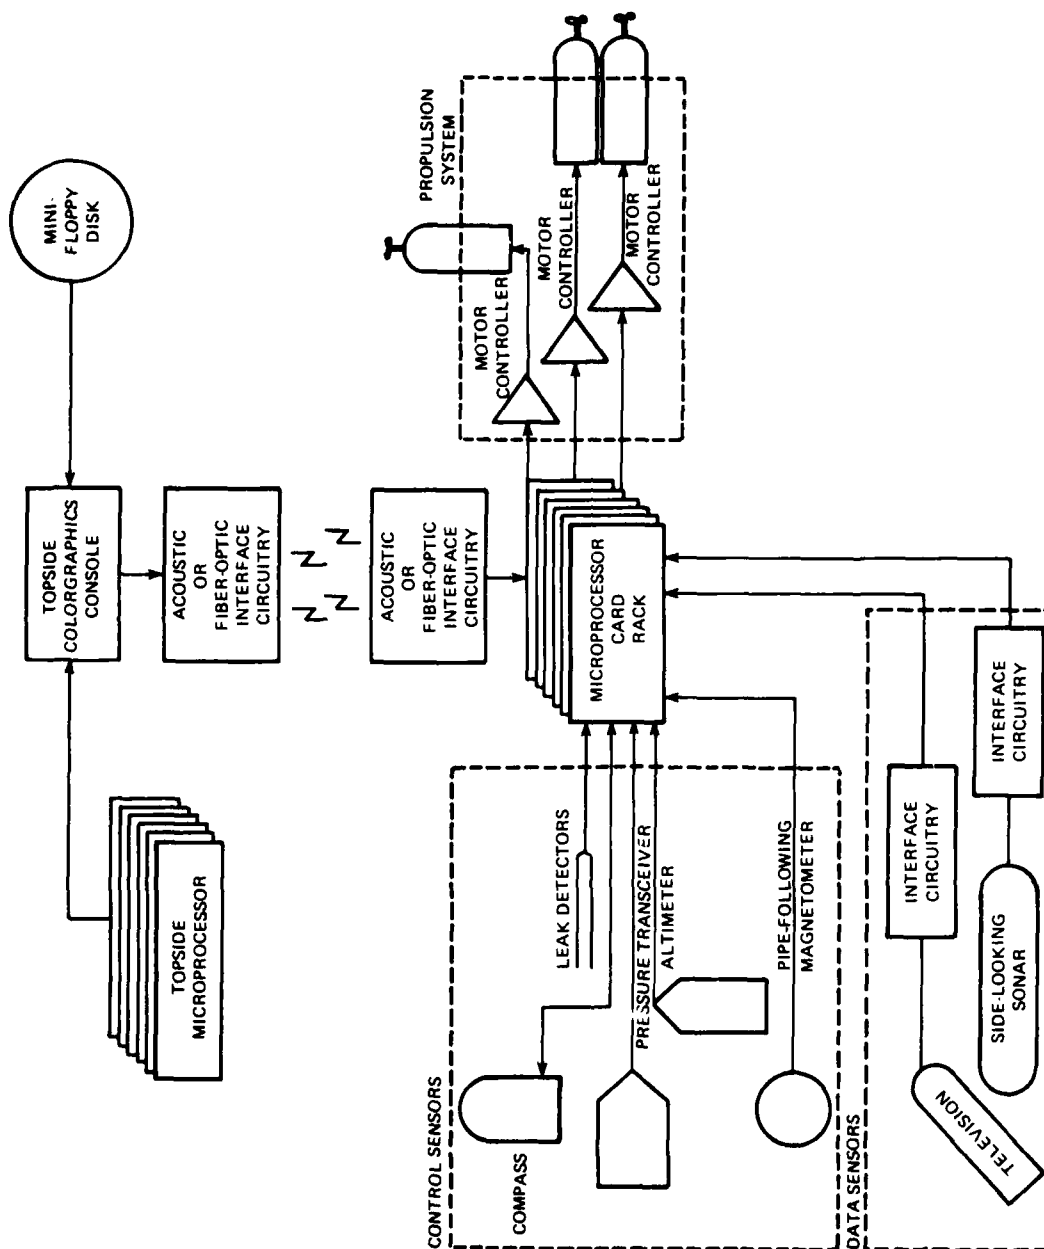 MINI-
FLOPPY
DISK
TOPSIDE
COLORGRAPHICS
CONSOLE
TOPSIDE
MICROPROCESSOR
ACOUSTIC
OR
FIBER-OPTIC
INTERFACE
CIRCUITRY
ACOUSTIC
OR
FIBER-OPTIC
INTERFACE
CIRCUITRY
PROPULSION
SYSTEM
MOTOR
CONTROLLER
MOTOR
CONTROLLER
MOTOR
CONTROLLER
MICROPROCESSOR
CARD
RACK
CONTROL SENSORS
COMPASS
LEAK DETECTORS
PRESSURE TRANSCEIVER
ALTIMETER
PIPE-FOLLOWING
MAGNETOMETER
DATA SENSORS
INTERFACE
CIRCUITRY
TELEVISION
INTERFACE
CIRCUITRY
SIDE-LOOKING
SONAR